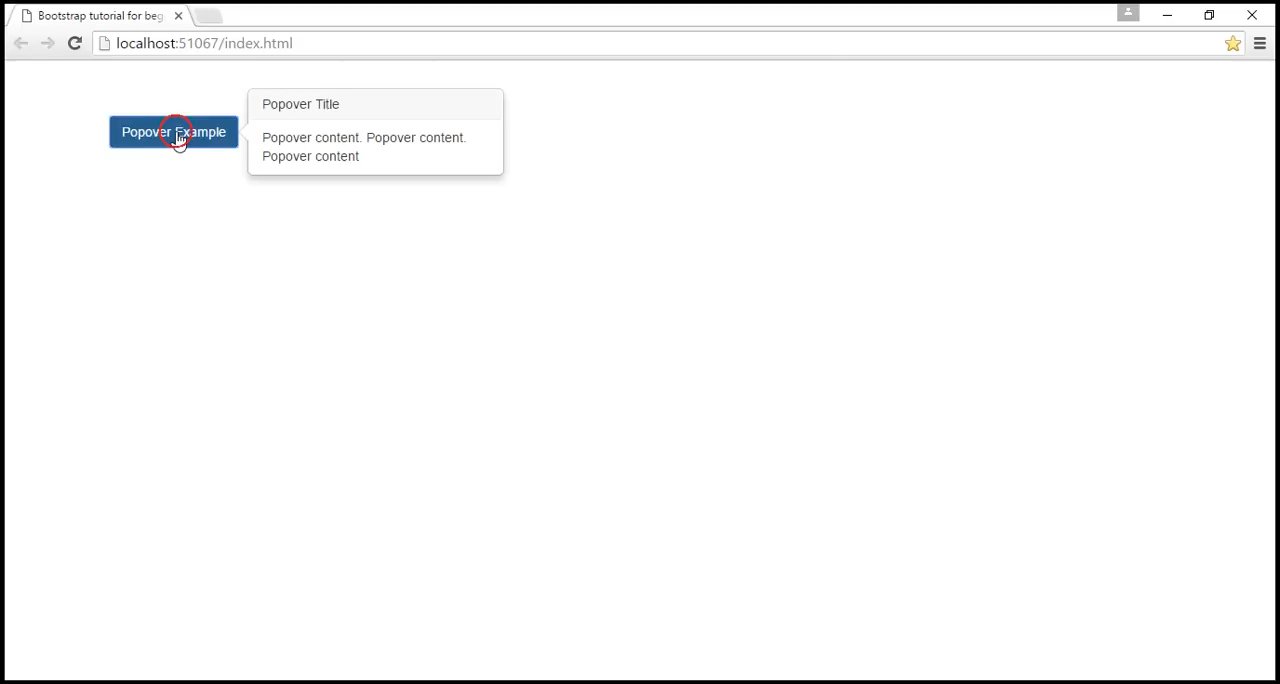 Bootstrap tutorial for beg
localhost:51067/index.html
Popover Example
Popover Title
Popover content. Popover content.
Popover content